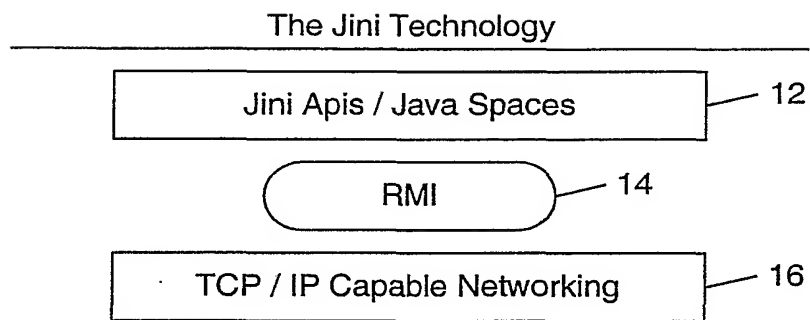 The Jini Technology
Jini Apis / Java Spaces
12
RMI
14
TCP / IP Capable Networking
16